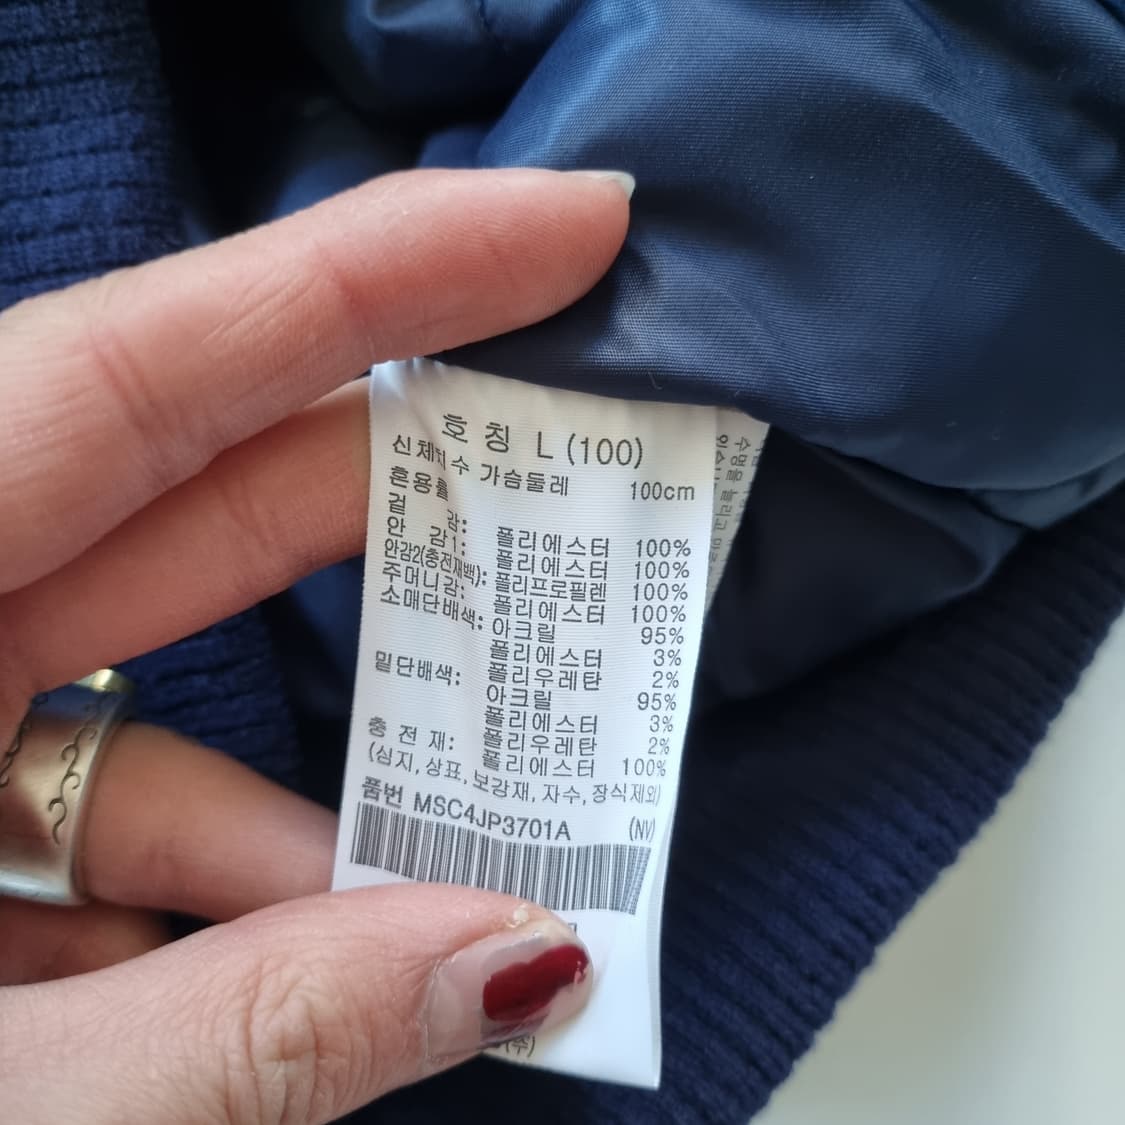 호칭 L (100)
신체치수 가슴둘레 100cm
혼용률
겉 감: 폴리에스터 100%
안 감1: 폴리에스터 100%
안감2(충전재백): 폴리프로필렌 100%
주머니감: 폴리에스터 100%
소매단배색: 아크릴 95%
폴리에스터 3%
폴리우레탄 2%
밑단배색: 아크릴 95%
폴리에스터 3%
폴리우레탄 2%
충 전 재: 폴리에스터 100%
(심지, 상표, 보강재, 자수, 장식제외)
품번 MSC4JP3701A (NV)
(주)